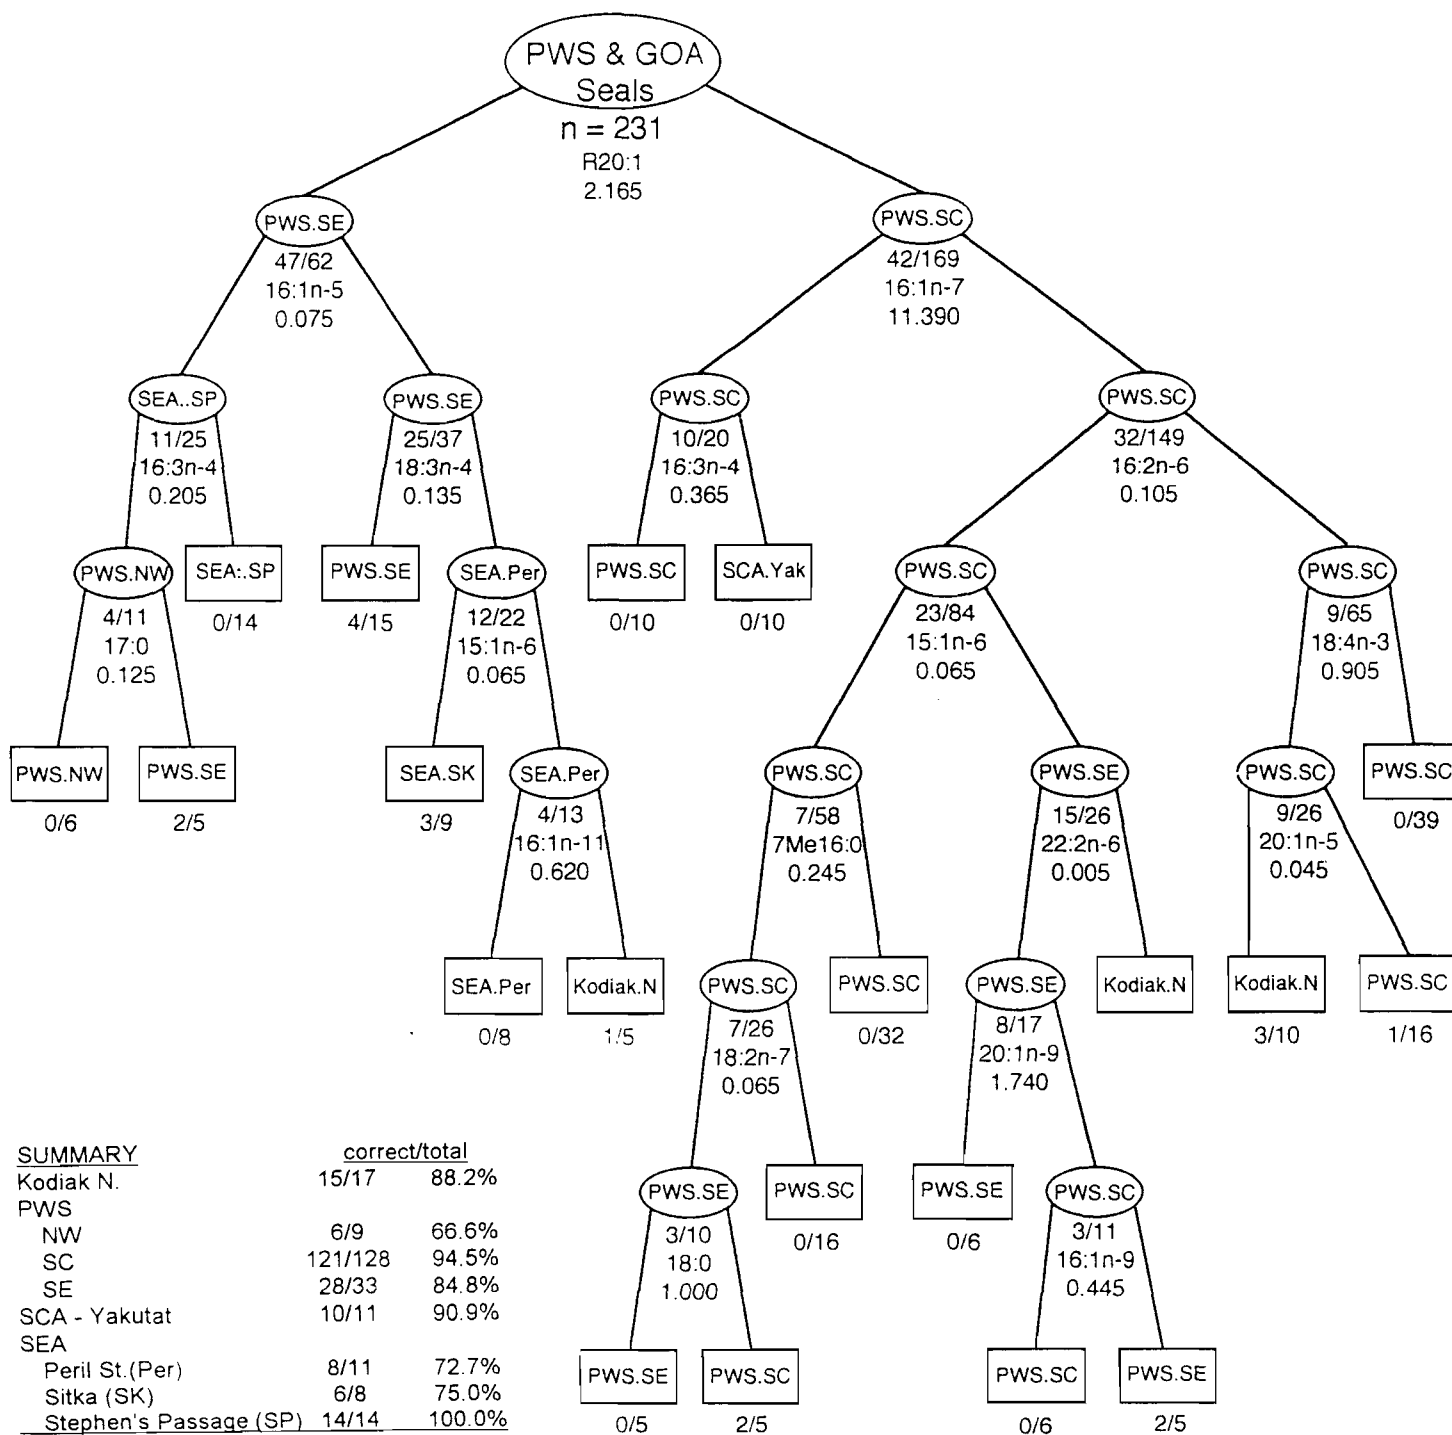 PWS & GOA
Seals
n = 231
R20:1
2.165
PWS.SE
47/62
16:1n-5
0.075
PWS.SC
42/169
16:1n-7
11.390
SEA..SP
11/25
16:3n-4
0.205
PWS.SE
25/37
18:3n-4
0.135
PWS.SC
10/20
16:3n-4
0.365
PWS.SC
32/149
16:2n-6
0.105
PWS.NW
4/11
17:0
0.125
SEA:.SP
0/14
PWS.SE
4/15
SEA.Per
12/22
15:1n-6
0.065
PWS.SC
0/10
SCA.Yak
0/10
PWS.SC
23/84
15:1n-6
0.065
PWS.SC
9/65
18:4n-3
0.905
PWS.NW
0/6
PWS.SE
2/5
SEA.SK
3/9
SEA.Per
4/13
16:1n-11
0.620
PWS.SC
7/58
7Me16:0
0.245
PWS.SE
15/26
22:2n-6
0.005
PWS.SC
9/26
20:1n-5
0.045
PWS.SC
0/39
SEA.Per
0/8
Kodiak.N
1/5
PWS.SC
7/26
18:2n-7
0.065
PWS.SC
0/32
PWS.SE
8/17
20:1n-9
1.740
Kodiak.N
Kodiak.N
3/10
PWS.SC
1/16
PWS.SE
3/10
18:0
1.000
PWS.SC
0/16
PWS.SE
0/6
PWS.SC
3/11
16:1n-9
0.445
PWS.SE
0/5
PWS.SC
2/5
PWS.SC
0/6
PWS.SE
2/5
SUMMARY correct/total
Kodiak N. 15/17 88.2%
PWS
NW 6/9 66.6%
SC 121/128 94.5%
SE 28/33 84.8%
SCA - Yakutat 10/11 90.9%
SEA
Peril St.(Per) 8/11 72.7%
Sitka (SK) 6/8 75.0%
Stephen's Passage (SP) 14/14 100.0%